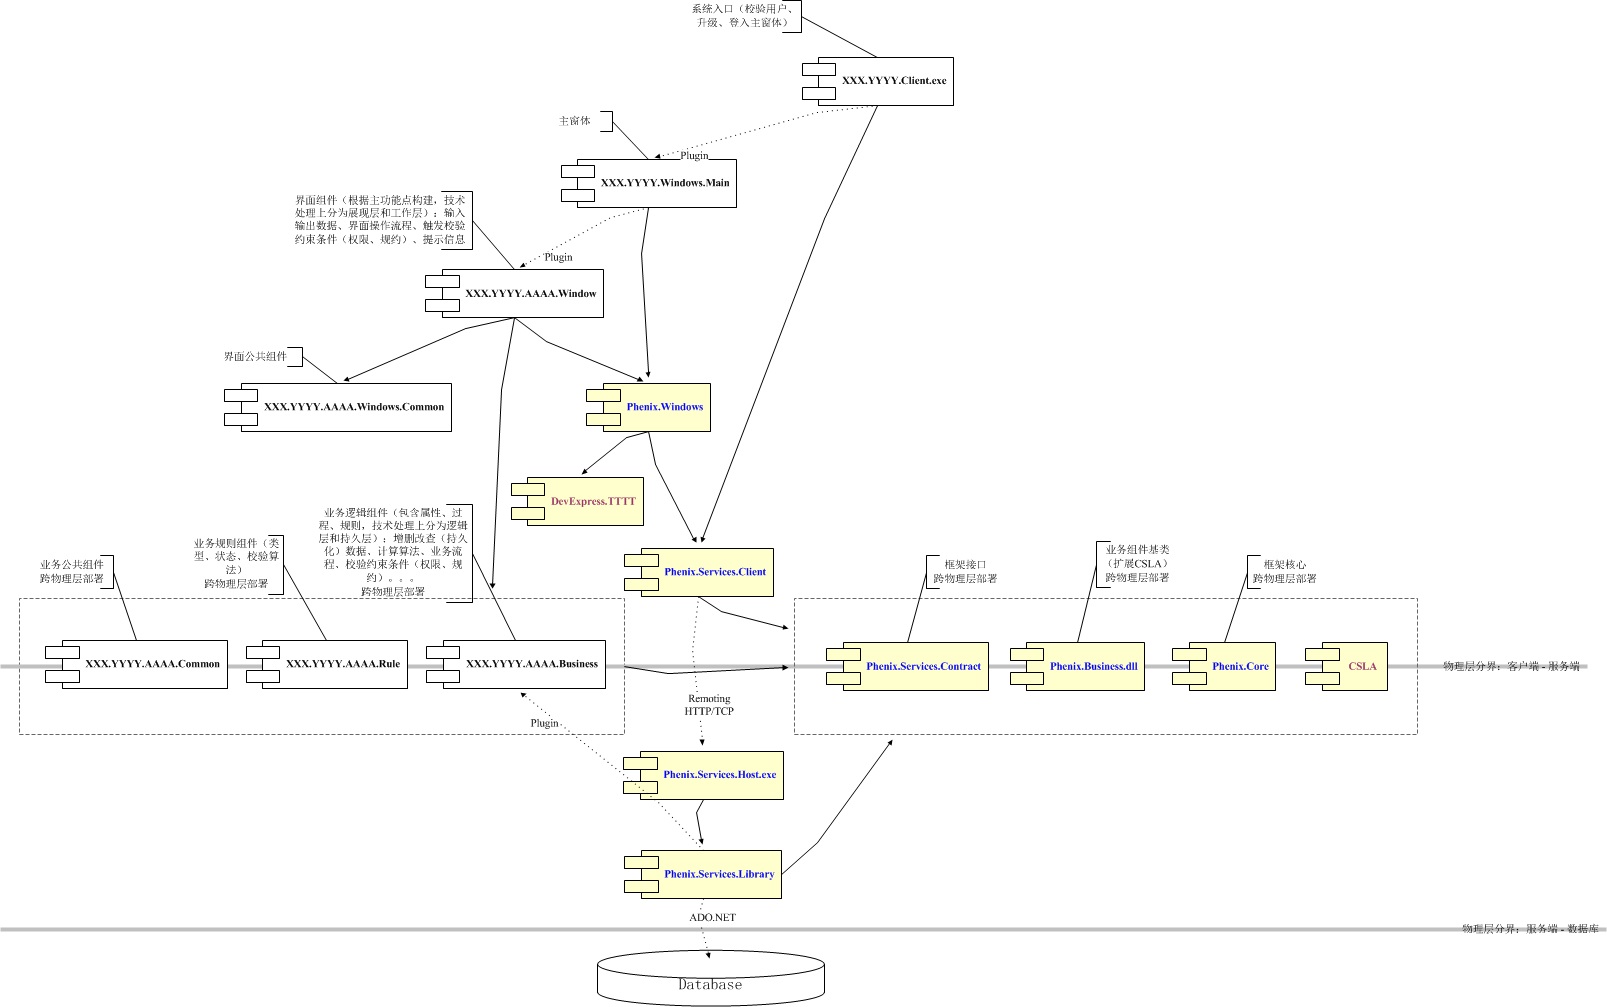 系统入口（校验用户、
升级、登入主窗体）
XXX.YYYY.Client.exe
主窗体
Plugin
XXX.YYYY.Windows.Main
界面组件（根据主功能点构建，技术
处理上分为展现层和工作层）；输入
输出数据、界面操作流程、触发校验
约束条件（权限、规约）、提示信息
Plugin
XXX.YYYY.AAAA.Window
界面公共组件
XXX.YYYY.AAAA.Windows.Common
Phenix.Windows
DevExpress.TTTT
业务公共组件
跨物理层部署
业务规则组件（类
型、状态、校验算
法）
跨物理层部署
业务逻辑组件（包含属性、过
程、规则，技术处理上分为逻辑
层和持久层）；增删改查（持久
化）数据、计算算法、业务流
程、校验约束条件（权限、规
约）。。。
跨物理层部署
Phenix.Services.Client
框架接口
跨物理层部署
业务组件基类
（扩展CSLA）
跨物理层部署
框架核心
跨物理层部署
XXX.YYYY.AAAA.Common
XXX.YYYY.AAAA.Rule
XXX.YYYY.AAAA.Business
Phenix.Services.Contract
Phenix.Business.dll
Phenix.Core
CSLA
物理层分界：客户端 - 服务端
Remoting
HTTP/TCP
Plugin
Phenix.Services.Host.exe
Phenix.Services.Library
ADO.NET
物理层分界：服务端 - 数据库
Database